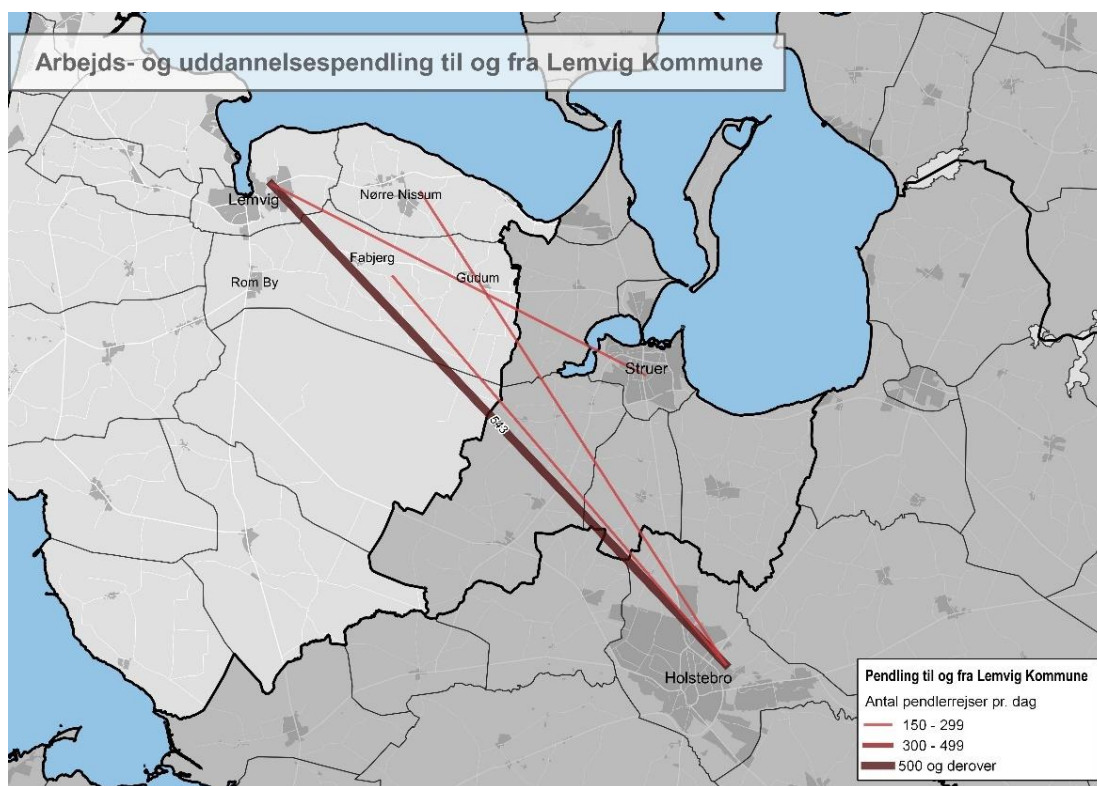 Arbejds- og uddannelsespendling til og fra Lemvig Kommune
Lemvig
Nørre Nissum
Fabjerg
Gudum
Rom By
Struer
543
Holstebro
Pendling til og fra Lemvig Kommune
Antal pendlerrejser pr. dag
150 - 299
300 - 499
500 og derover